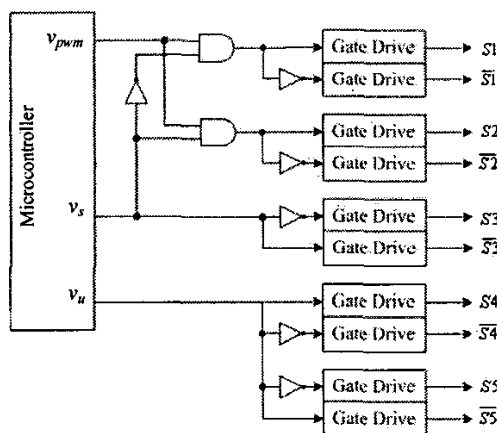 Microcontroller
v_pwm
v_s
v_u
Gate Drive S1
Gate Drive S̅1̅
Gate Drive S2
Gate Drive S̅2̅
Gate Drive S3
Gate Drive S̅3̅
Gate Drive S4
Gate Drive S̅4̅
Gate Drive S5
Gate Drive S̅5̅